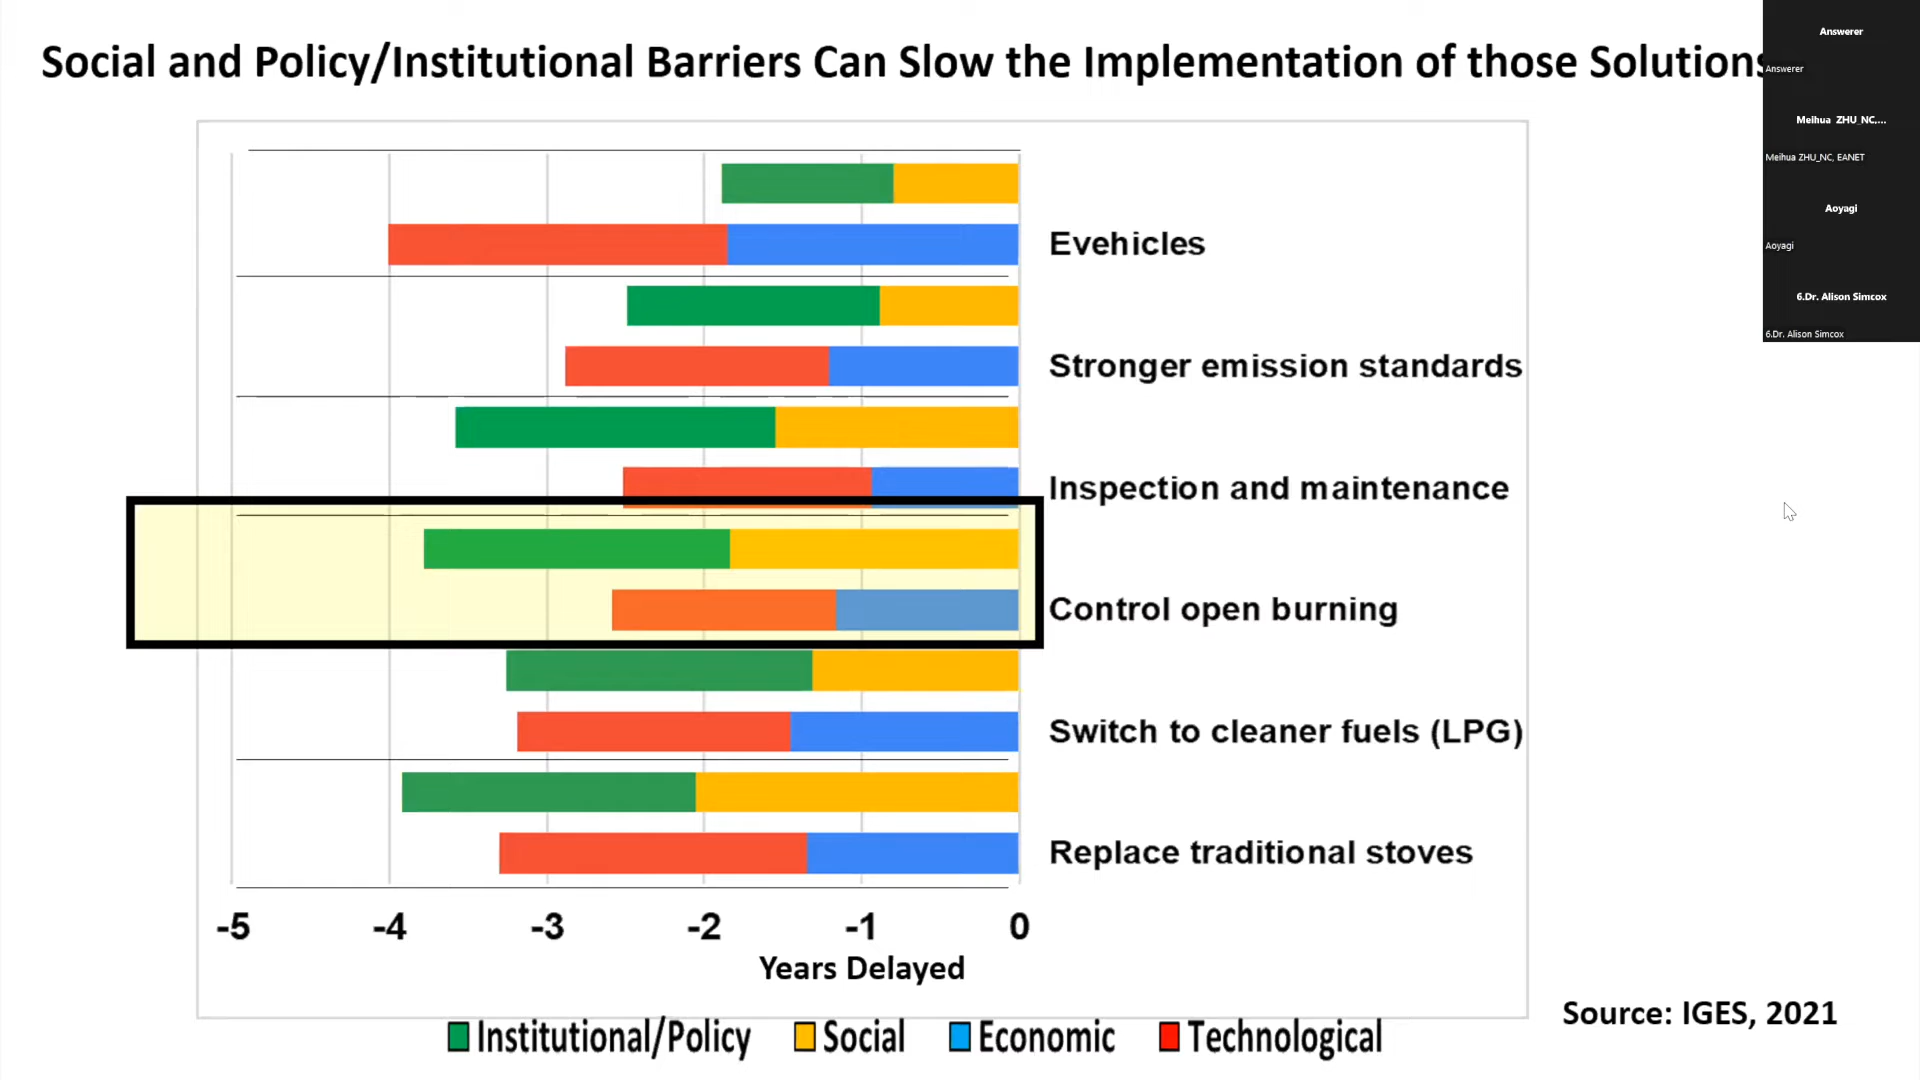 Social and Policy/Institutional Barriers Can Slow the Implementation of those Solutions
Answerer
Answerer
Meihua ZHU_NC,...
Meihua ZHU_NC, EANET
Aoyagi
Aoyagi
6.Dr. Alison Simcox
6.Dr. Alison Simcox
Evehicles
Stronger emission standards
Inspection and maintenance
Control open burning
Switch to cleaner fuels (LPG)
Replace traditional stoves
-5 -4 -3 -2 -1 0
Years Delayed
Source: IGES, 2021
Institutional/Policy Social Economic Technological